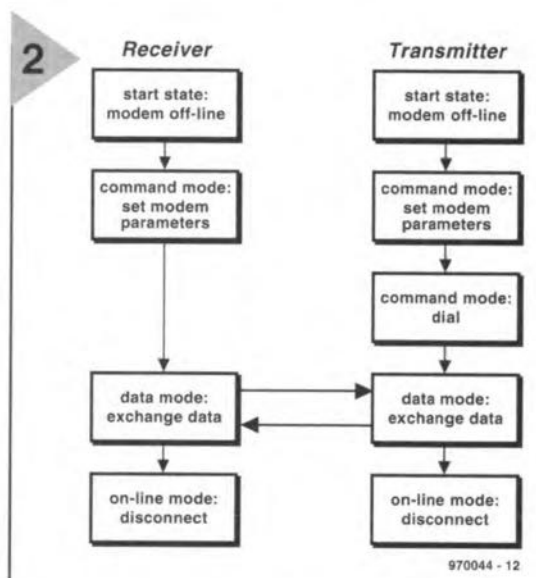 2
Receiver
Transmitter
start state:
modem off-line
start state:
modem off-line
command mode:
set modem
parameters
command mode:
set modem
parameters
command mode:
dial
data mode:
exchange data
data mode:
exchange data
on-line mode:
disconnect
on-line mode:
disconnect
970044 - 12